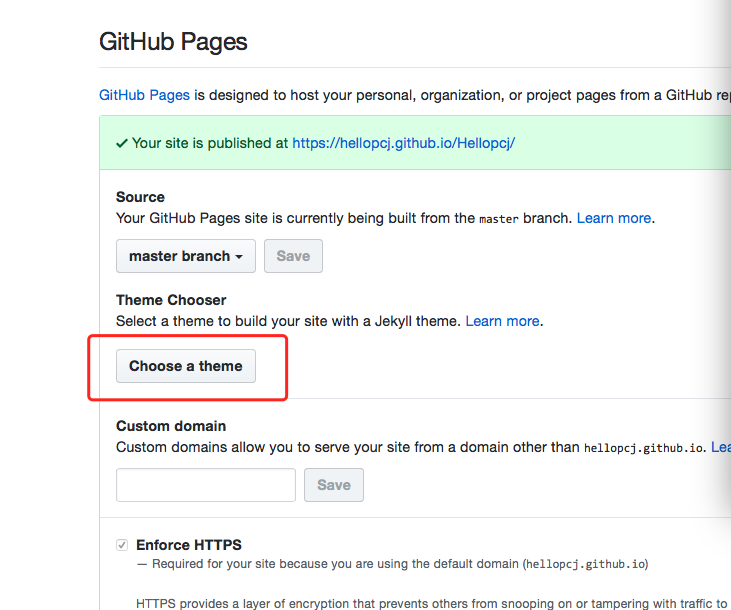 GitHub Pages
GitHub Pages is designed to host your personal, organization, or project pages from a GitHub
Your site is published at https://hellopcj.github.io/Hellopcj/
Source
Your GitHub Pages site is currently being built from the master branch. Learn more.
master branch
Save
Theme Chooser
Select a theme to build your site with a Jekyll theme. Learn more.
Choose a theme
Custom domain
Custom domains allow you to serve your site from a domain other than hellopcj.github.io.
Save
Enforce HTTPS
— Required for your site because you are using the default domain (hellopcj.github.io)
HTTPS provides a layer of encryption that prevents others from snooping on or tampering with traffic to